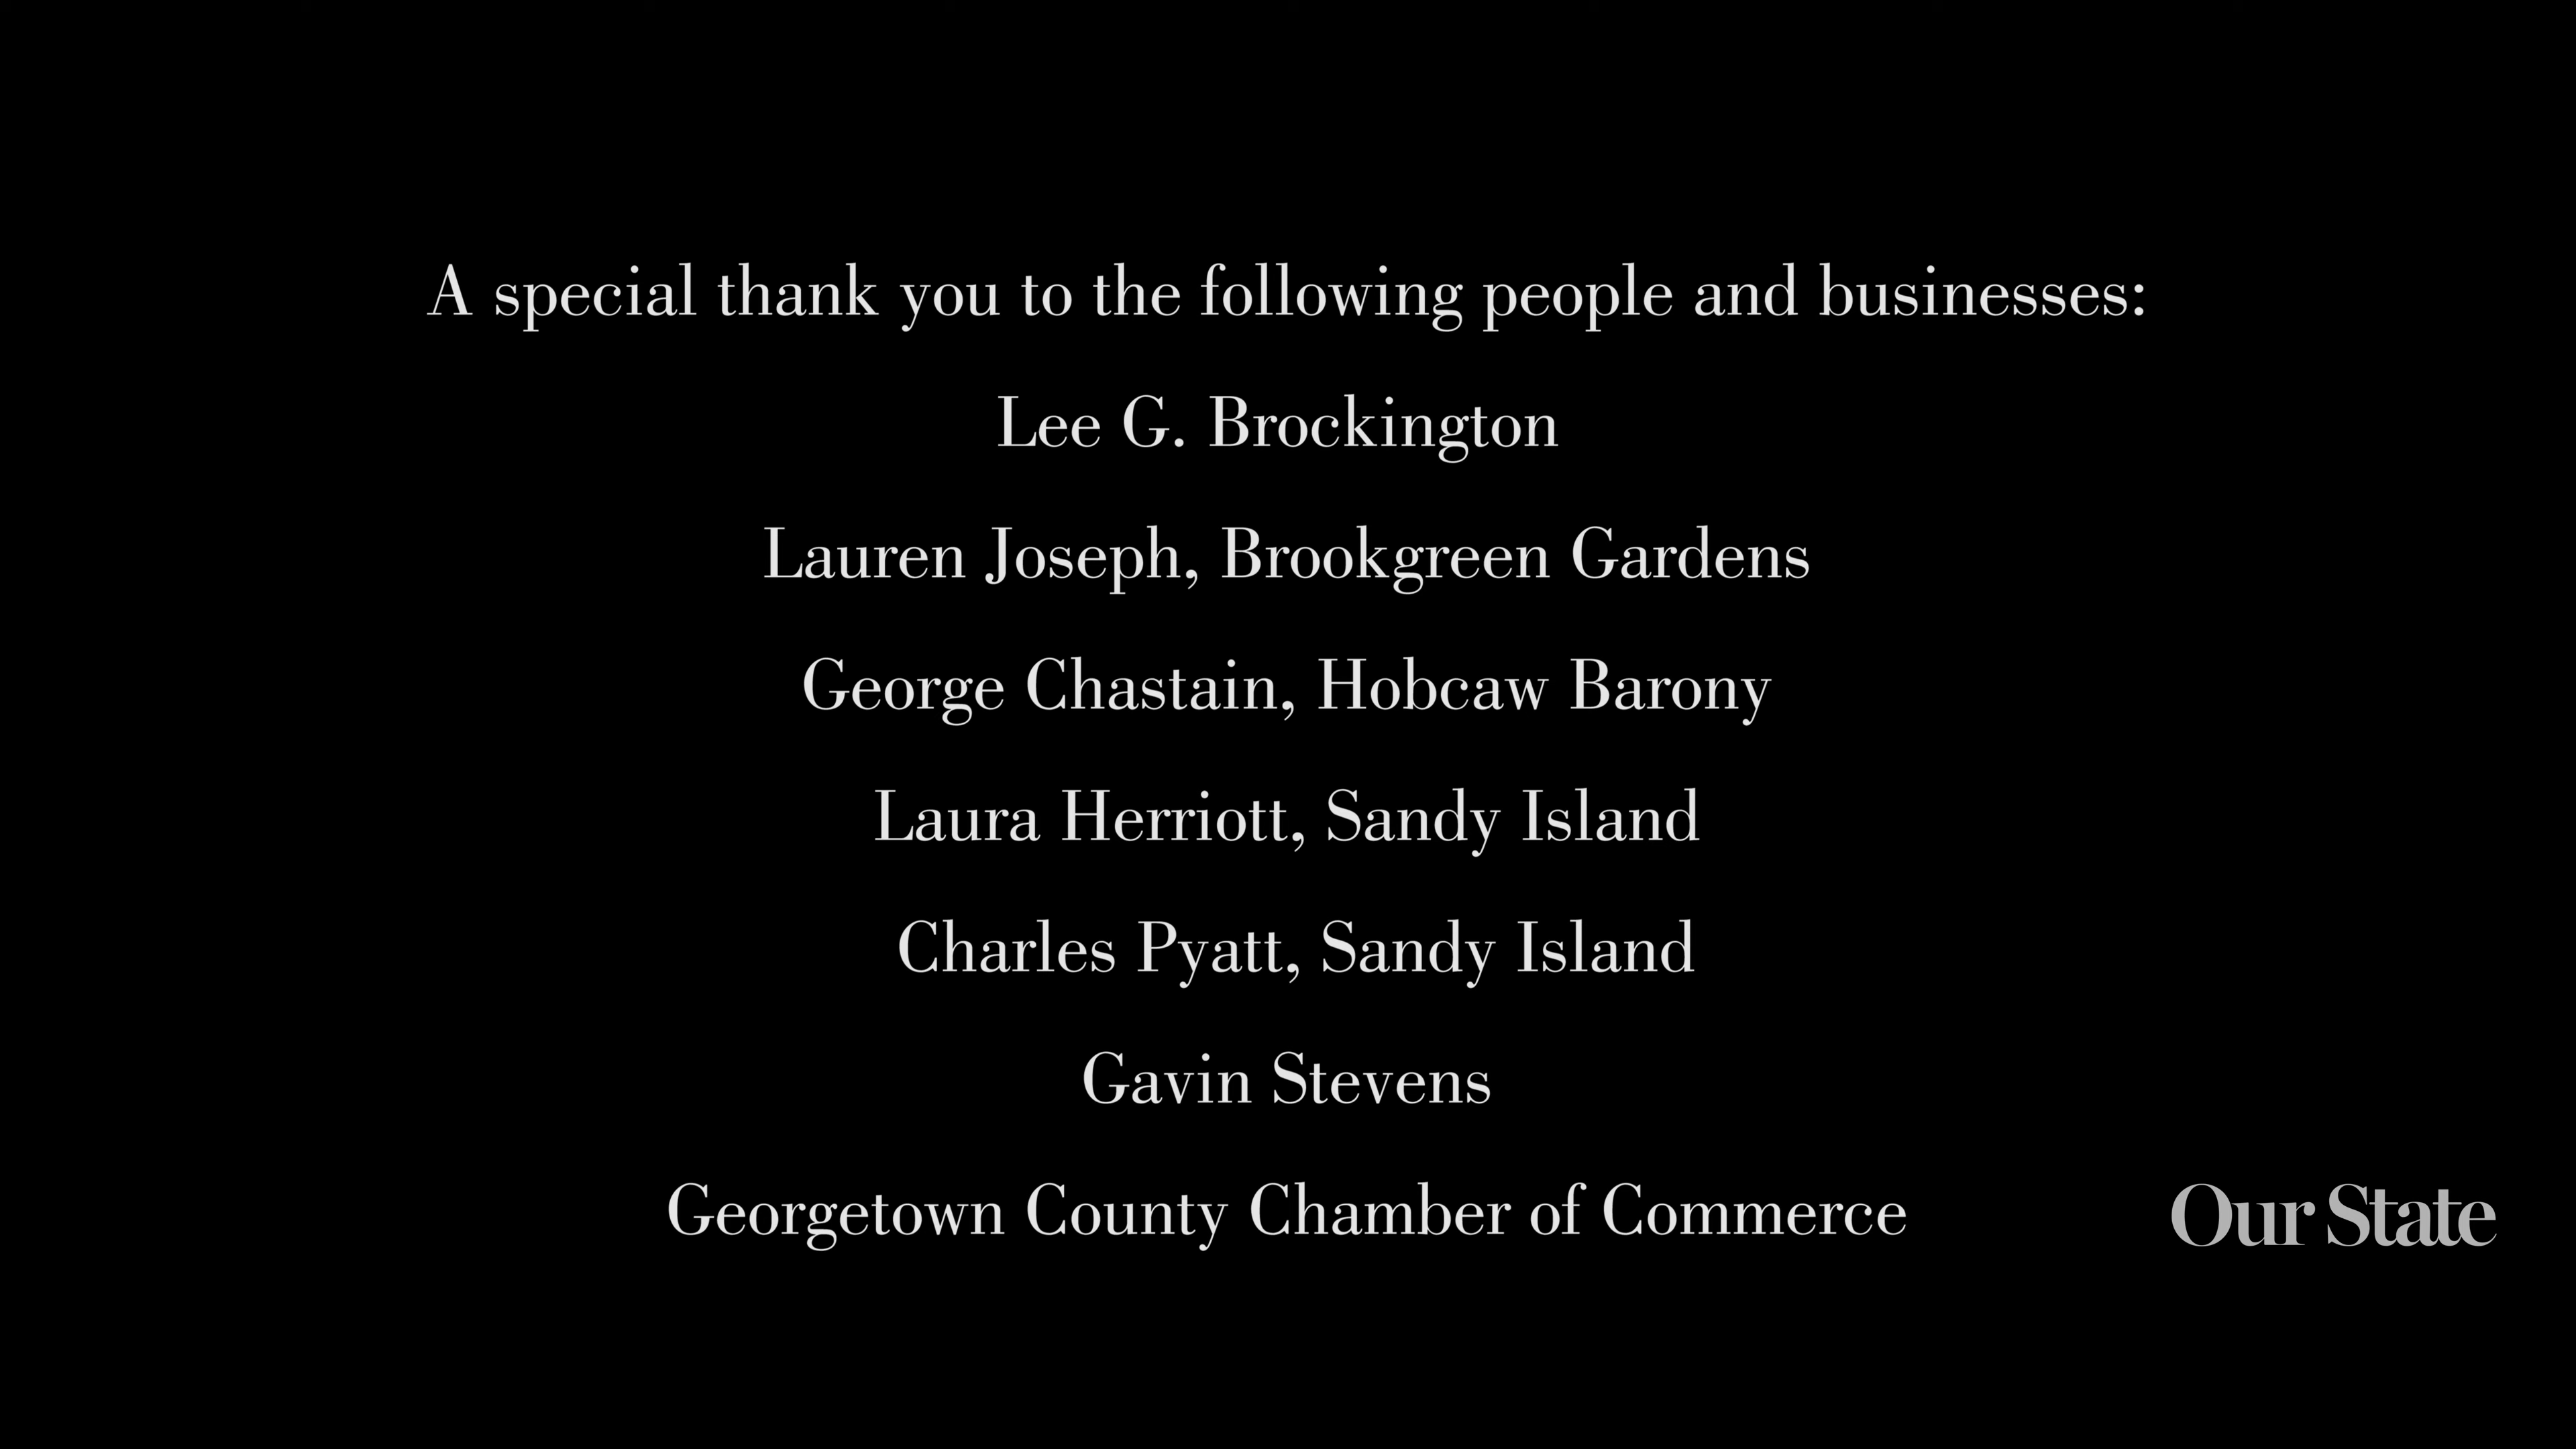 A special thank you to the following people and businesses:
Lee G. Brockington
Lauren Joseph, Brookgreen Gardens
George Chastain, Hobcaw Barony
Laura Herriott, Sandy Island
Charles Pyatt, Sandy Island
Gavin Stevens
Georgetown County Chamber of Commerce
Our State